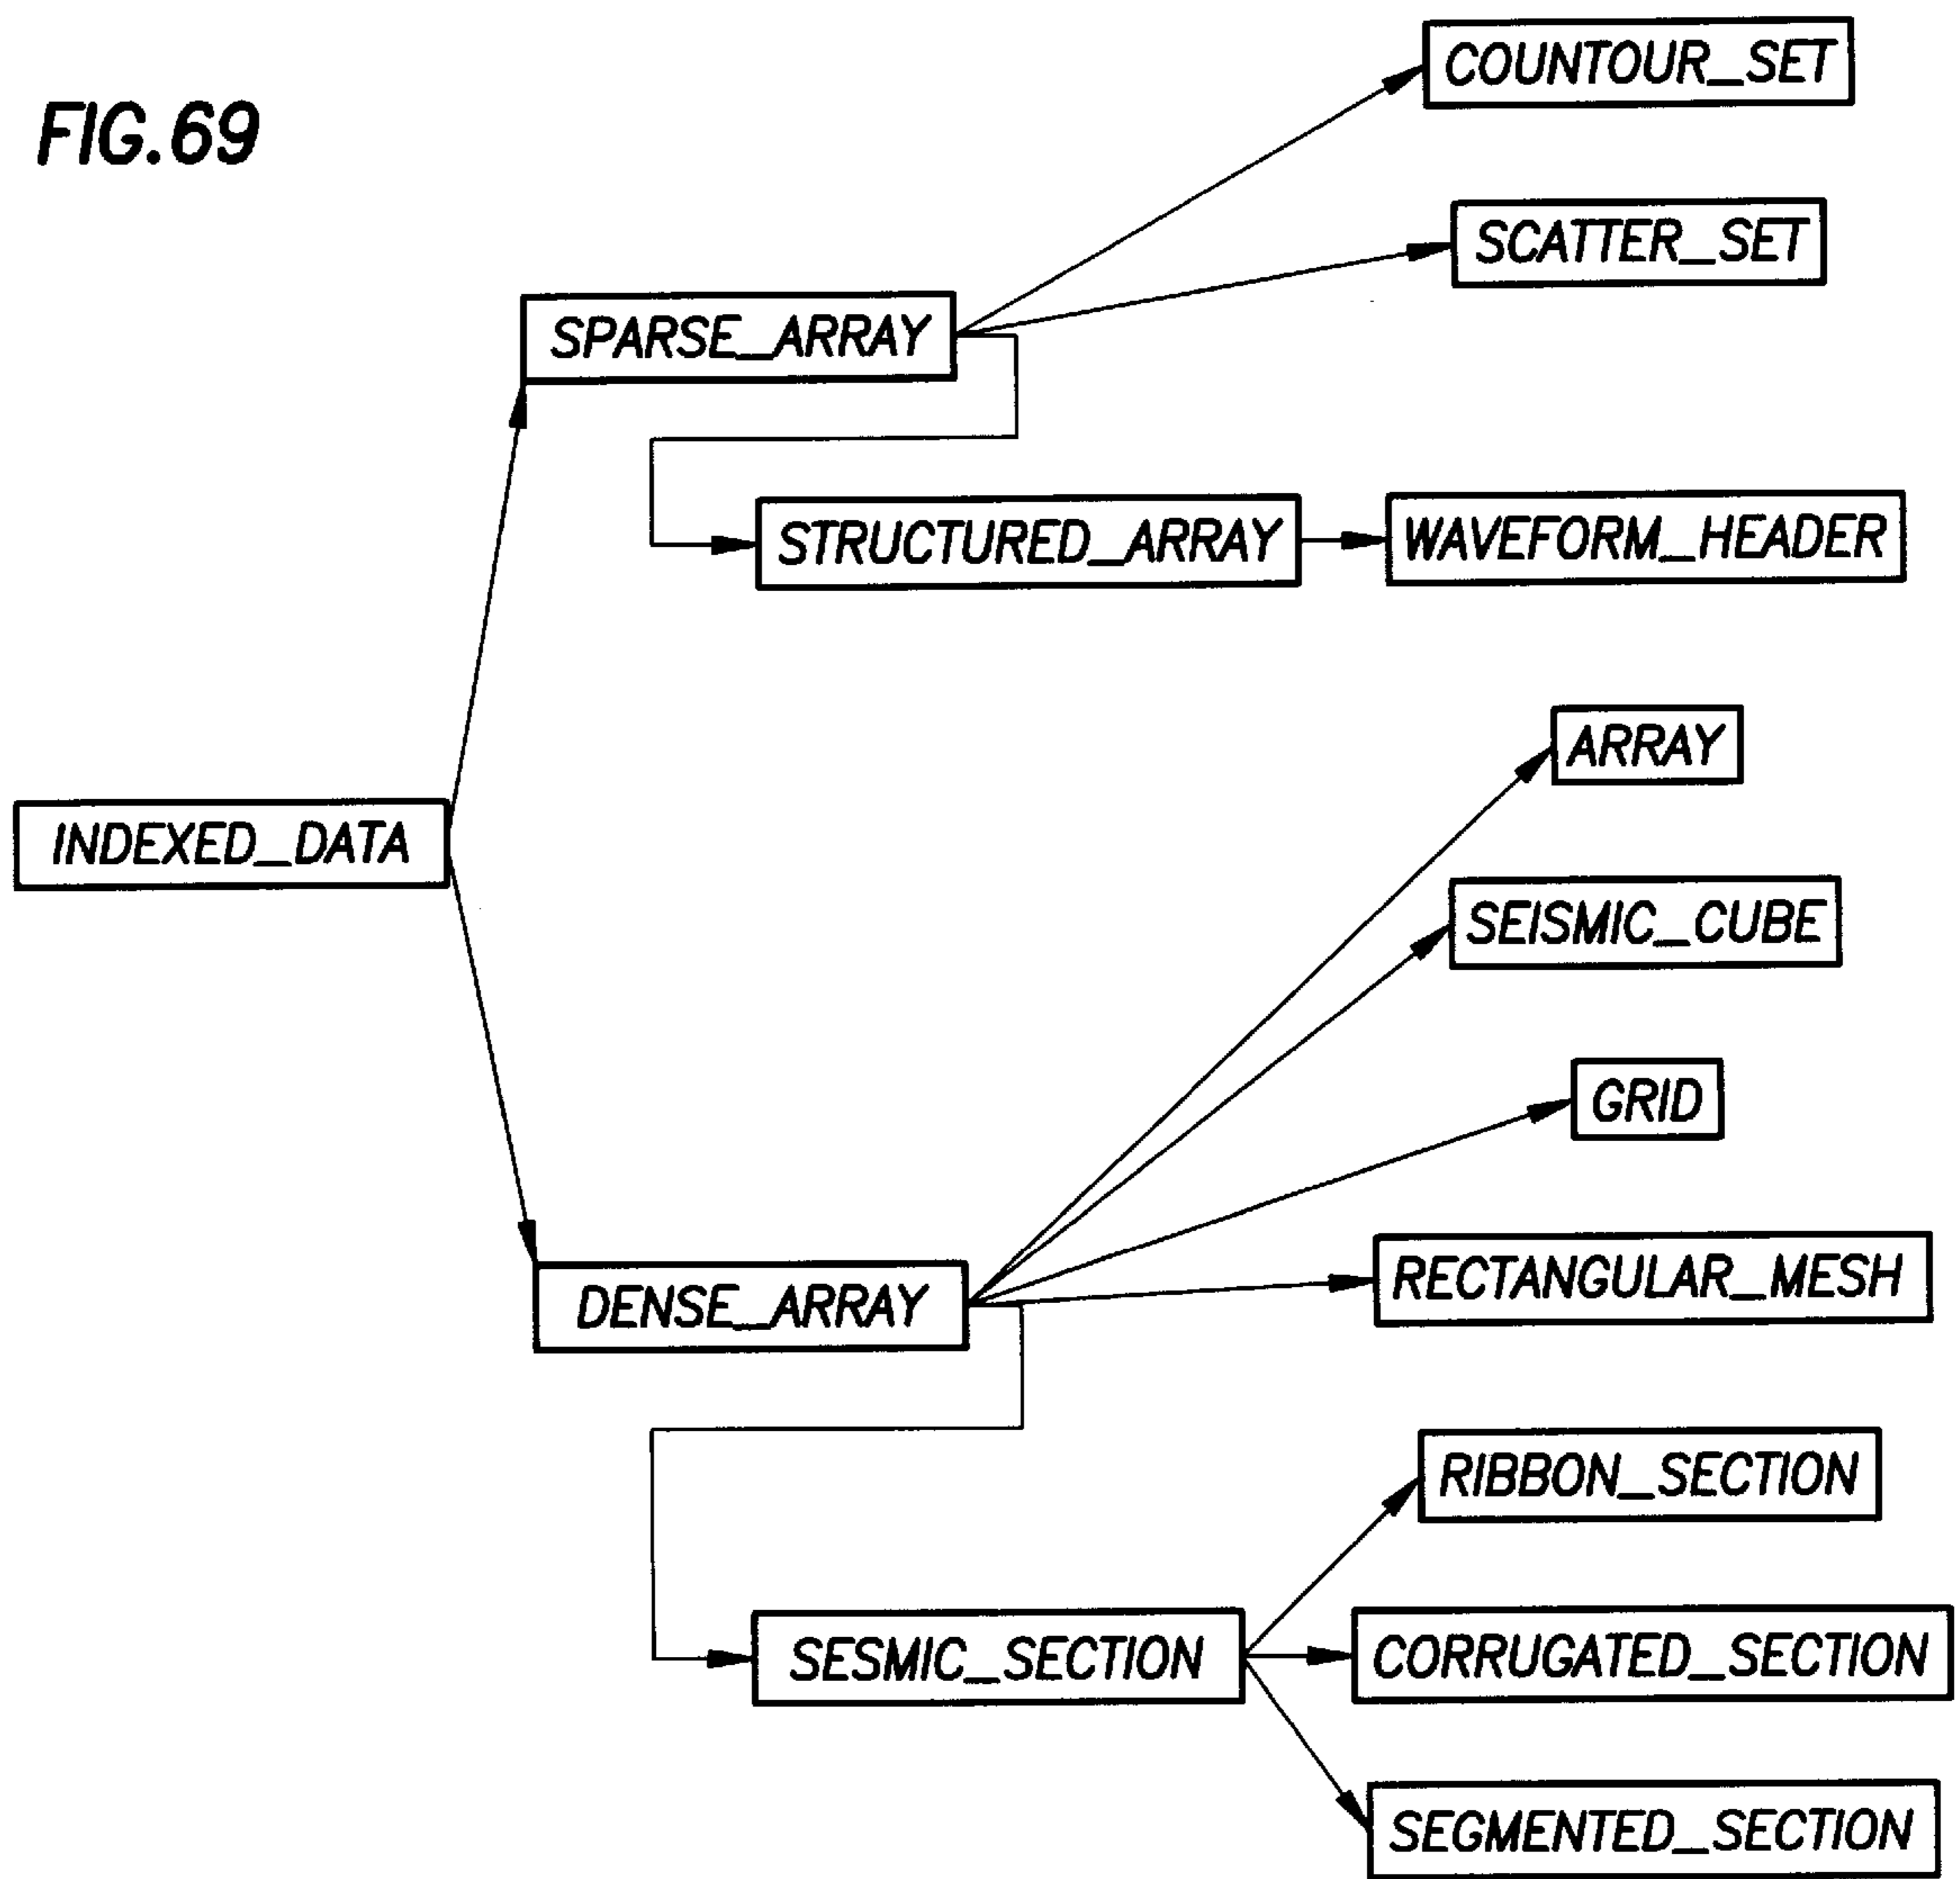 FIG.69
COUNTOUR_SET
SCATTER_SET
SPARSE_ARRAY
STRUCTURED_ARRAY
WAVEFORM_HEADER
ARRAY
INDEXED_DATA
SEISMIC_CUBE
GRID
DENSE_ARRAY
RECTANGULAR_MESH
RIBBON_SECTION
SESMIC_SECTION
CORRUGATED_SECTION
SEGMENTED_SECTION